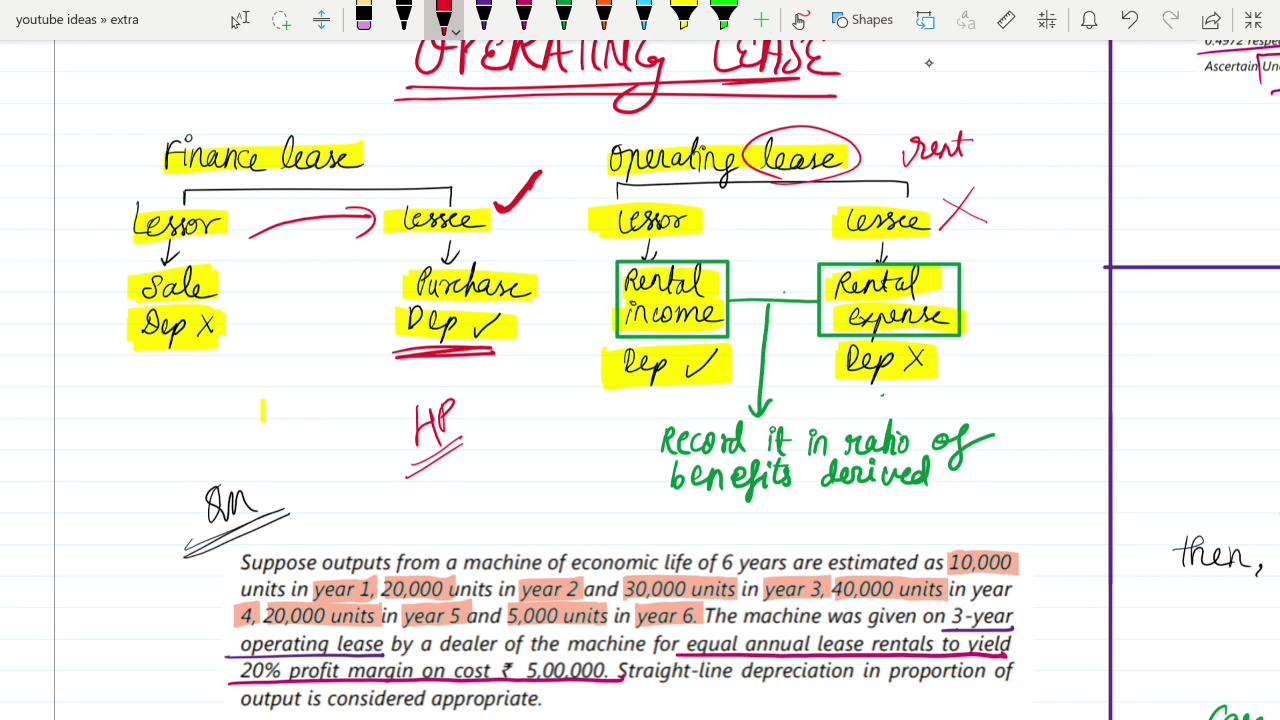 youtube ideas » extra
Shapes
OPERATING LEASE
0.4972 respe
Ascertain Un
Finance lease
operating lease
rent
Lessor
Lessee
Lessor
Lessee
Sale
Purchase
Rental income
Rental expense
Dep X
Dep ✓
Dep ✓
Dep X
HP
Record it in ratio of
benefits derived
QN
Suppose outputs from a machine of economic life of 6 years are estimated as 10,000
units in year 1, 20,000 units in year 2 and 30,000 units in year 3, 40,000 units in year
4, 20,000 units in year 5 and 5,000 units in year 6. The machine was given on 3-year
operating lease by a dealer of the machine for equal annual lease rentals to yield
20% profit margin on cost ₹ 5,00,000. Straight-line depreciation in proportion of
output is considered appropriate.
then,